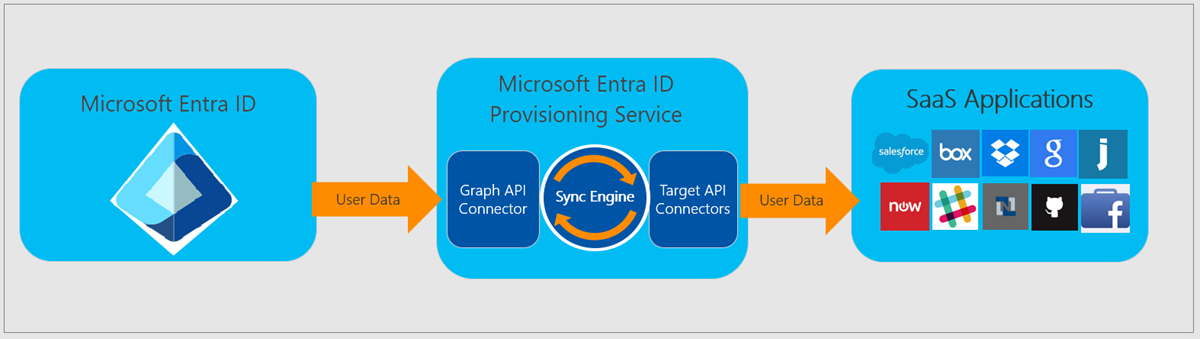 Microsoft Entra ID
User Data
Microsoft Entra ID
Provisioning Service
Graph API
Connector
Sync Engine
Target API
Connectors
User Data
SaaS Applications
salesforce
box
g
j
now
N
f